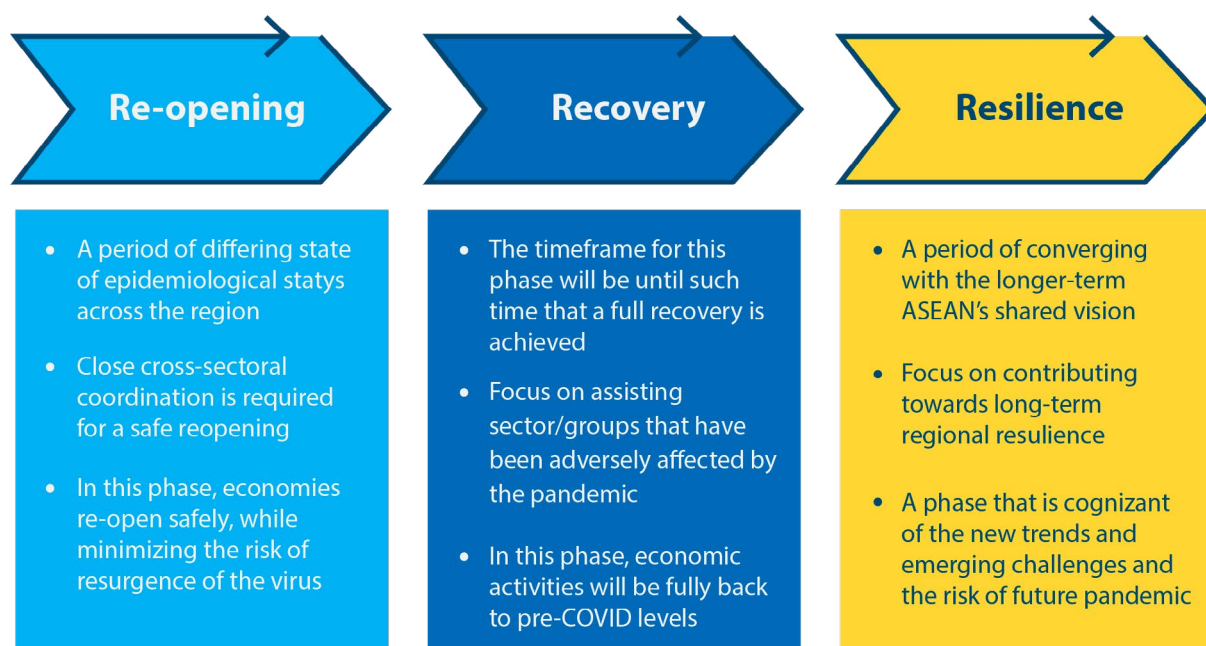 Re-opening
• A period of differing state
of epidemiological statys
across the region
• Close cross-sectoral
coordination is required
for a safe reopening
• In this phase, economies
re-open safely, while
minimizing the risk of
resurgence of the virus
Recovery
• The timeframe for this
phase will be until such
time that a full recovery is
achieved
• Focus on assisting
sector/groups that have
been adversely affected by
the pandemic
• In this phase, economic
activities will be fully back
to pre-COVID levels
Resilience
• A period of converging
with the longer-term
ASEAN's shared vision
• Focus on contributing
towards long-term
regional resulience
• A phase that is cognizant
of the new trends and
emerging challenges and
the risk of future pandemic